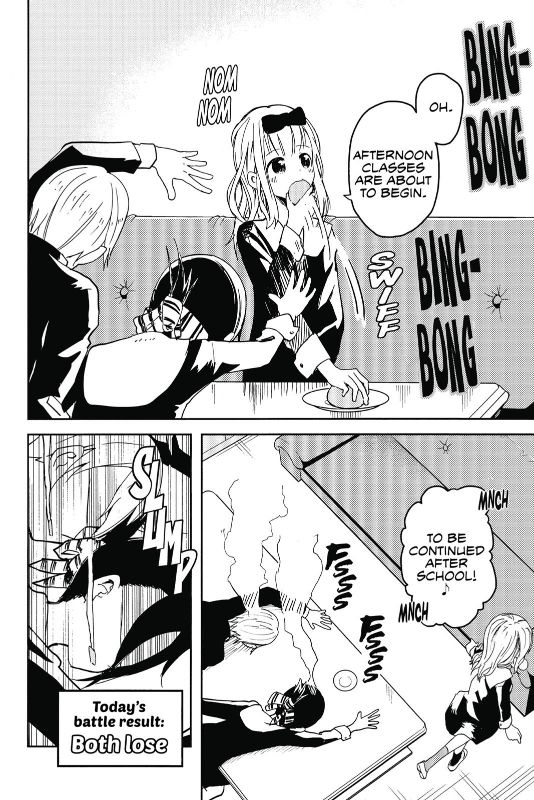 BING-
BONG
OH.
AFTERNOON
CLASSES
ARE ABOUT
TO BEGIN.
NOM
NOM
BING-
BONG
SWIFF
MNCH
TO BE
CONTINUED
AFTER
SCHOOL!
♪
MNCH
FSSS
FSSS
SLUMP
Today's
battle result:
Both lose